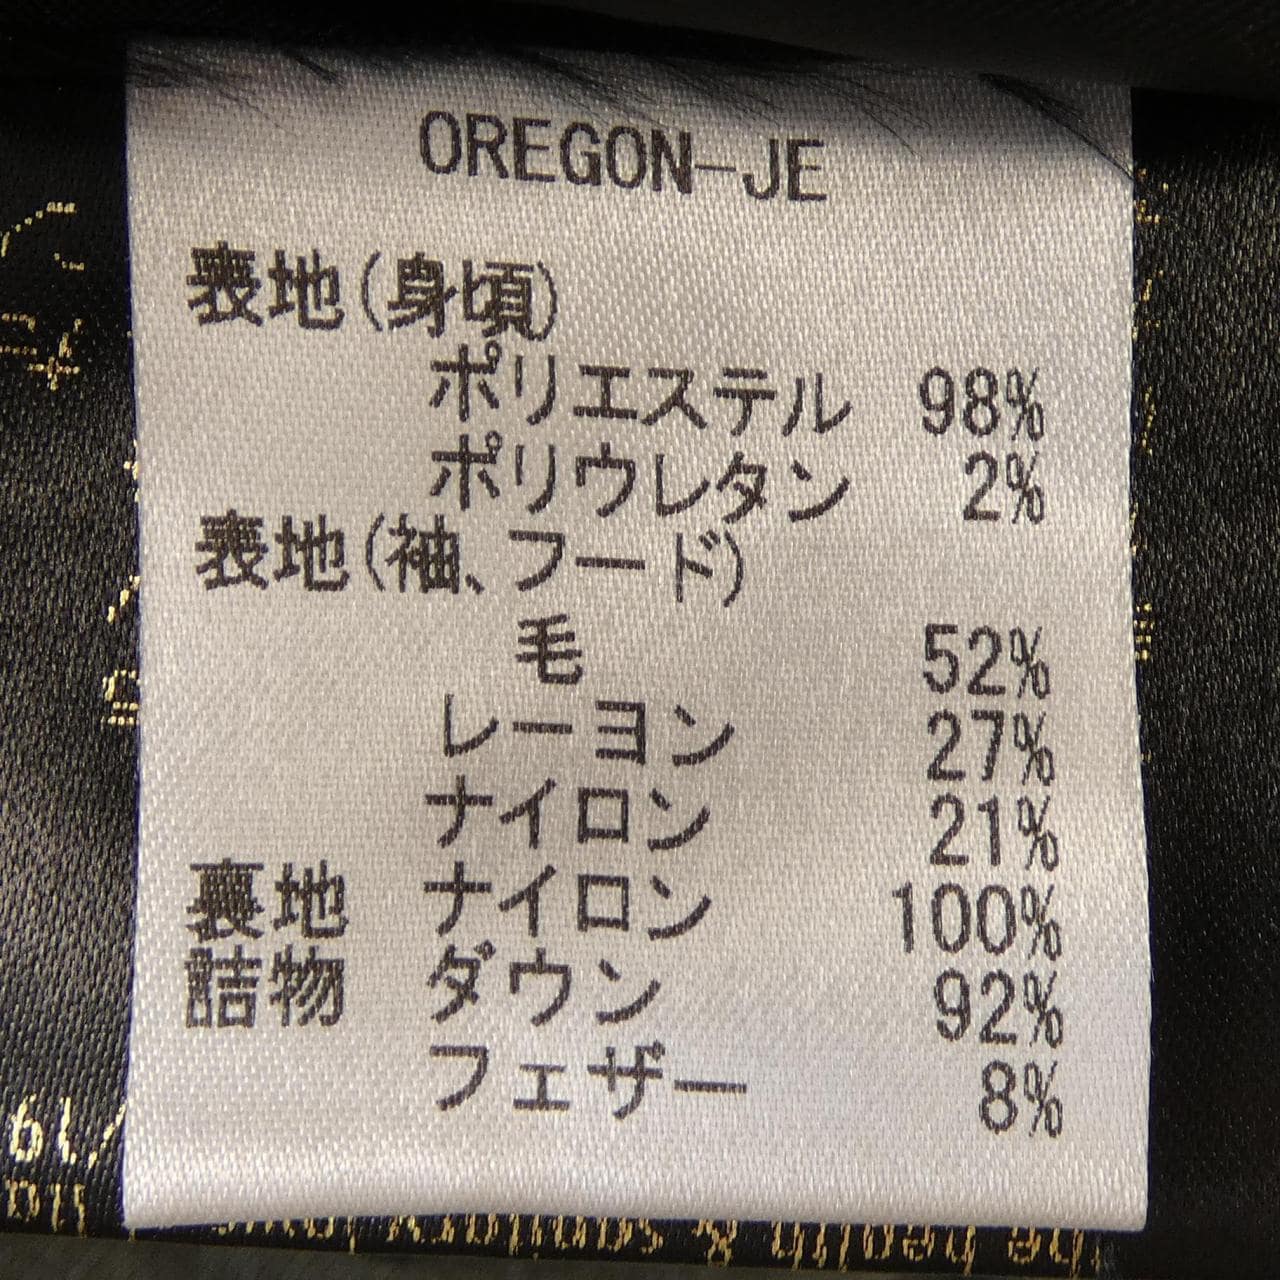 OREGON-JE
表地(身頃)
ポリエステル 98%
ポリウレタン 2%
表地(袖、フード)
毛 52%
レーヨン 27%
ナイロン 21%
裏地 ナイロン 100%
詰物 ダウン 92%
フェザー 8%